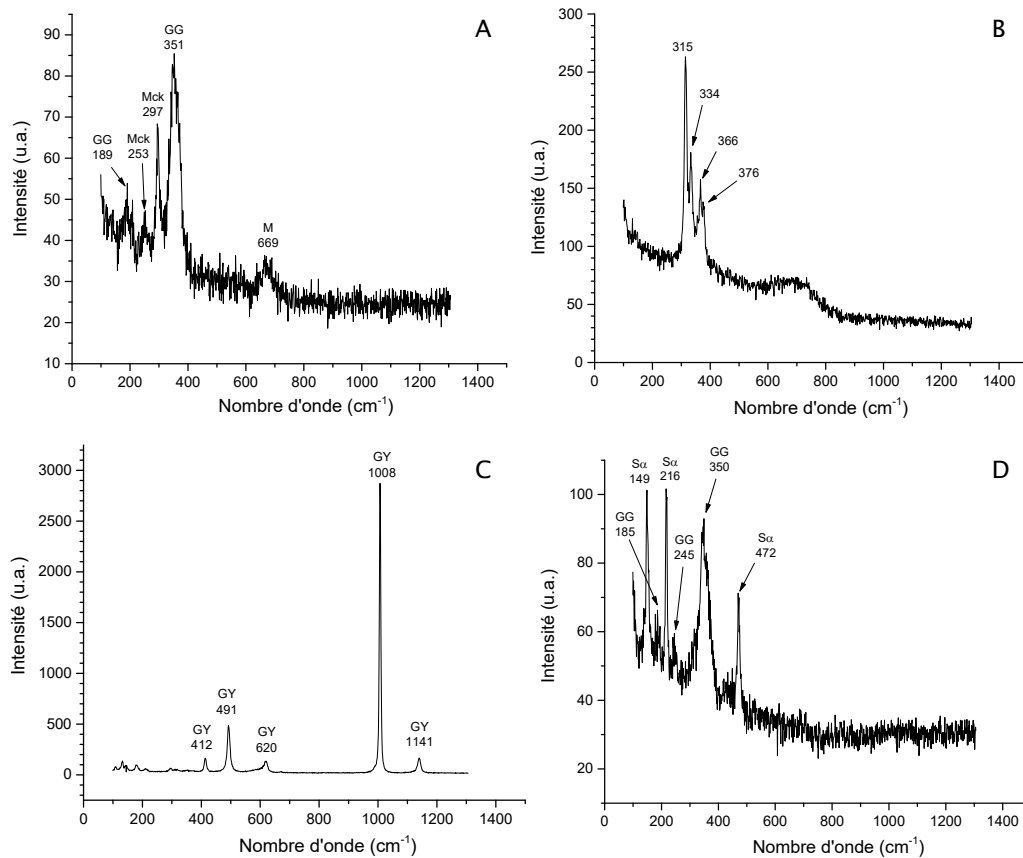 A
GG
351
Mck
297
Mck
253
GG
189
M
669
Intensité (u.a.)
90
80
70
60
50
40
30
20
10
0 200 400 600 800 1000 1200 1400
Nombre d'onde (cm-1)
B
315
334
366
376
Intensité (u.a.)
300
250
200
150
100
50
0
0 200 400 600 800 1000 1200 1400
Nombre d'onde (cm-1)
C
GY
1008
GY
491
GY
412
GY
620
GY
1141
Intensité (u.a.)
3000
2500
2000
1500
1000
500
0
0 200 400 600 800 1000 1200 1400
Nombre d'onde (cm-1)
D
GG
350
Sα
149
Sα
216
GG
185
GG
245
Sα
472
Intensité (u.a.)
100
80
60
40
20
0 200 400 600 800 1000 1200 1400
Nombre d'onde (cm-1)